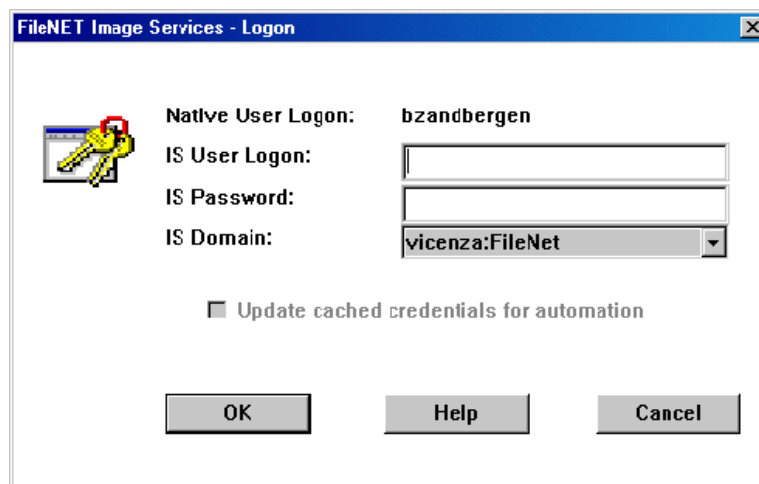 FileNET Image Services - Logon
Native User Logon: bzandbergen
IS User Logon:
IS Password:
IS Domain: vicenza:FileNet
Update cached credentials for automation
OK Help Cancel